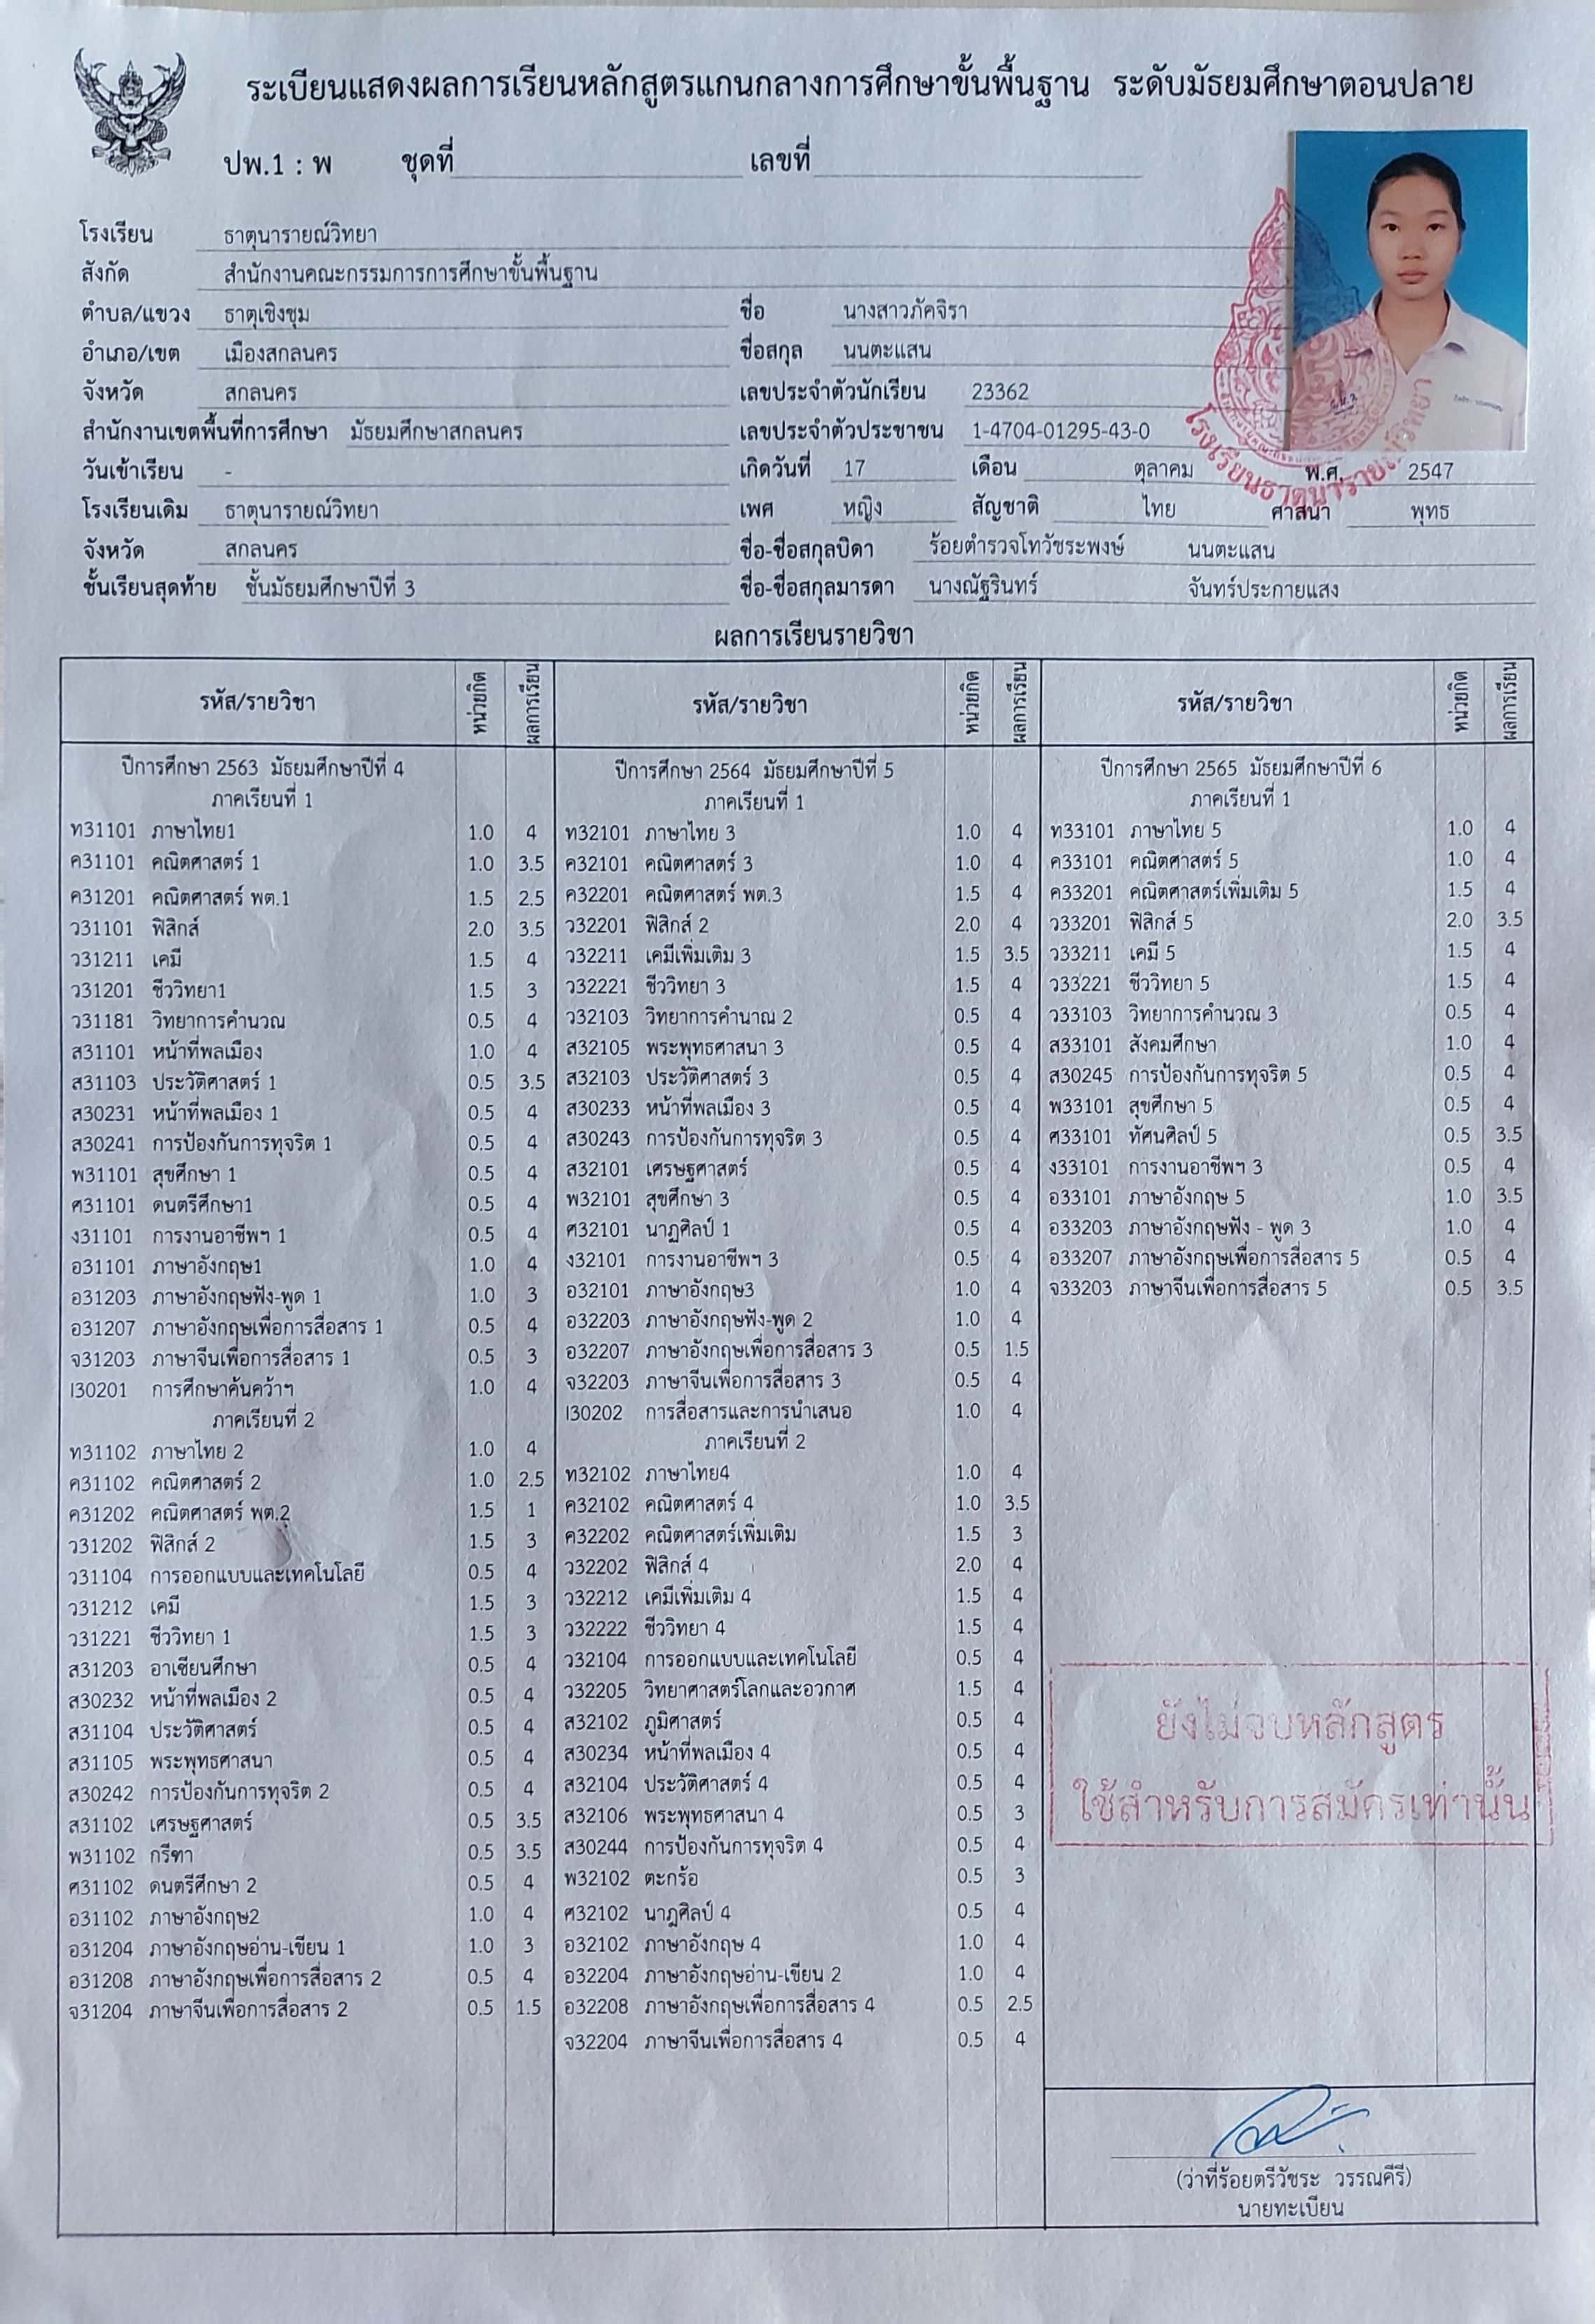 ระเบียนแสดงผลการเรียนหลักสูตรแกนกลางการศึกษาขั้นพื้นฐาน ระดับมัธยมศึกษาตอนปลาย
ปพ.1 : พ ชุดที่ เลขที่
โรงเรียน ธาตุนารายณ์วิทยา
สังกัด สำนักงานคณะกรรมการการศึกษาขั้นพื้นฐาน
ตำบล/แขวง ธาตุเชิงชุม
อำเภอ/เขต เมืองสกลนคร
จังหวัด สกลนคร
สำนักงานเขตพื้นที่การศึกษา มัธยมศึกษาสกลนคร
วันเข้าเรียน -
โรงเรียนเดิม ธาตุนารายณ์วิทยา
จังหวัด สกลนคร
ชั้นเรียนสุดท้าย ชั้นมัธยมศึกษาปีที่ 3
ชื่อ นางสาวภัคจิรา
ชื่อสกุล นนตะแสน
เลขประจำตัวนักเรียน 23362
เลขประจำตัวประชาชน 1-4704-01295-43-0
เกิดวันที่ 17 เดือน ตุลาคม พ.ศ. 2547
เพศ หญิง สัญชาติ ไทย ศาสนา พุทธ
ชื่อ-ชื่อสกุลบิดา ร้อยตำรวจโทวัชระพงษ์ นนตะแสน
ชื่อ-ชื่อสกุลมารดา นางณัฐรินทร์ จันทร์ประกายแสง
โรงเรียนธาตุนารายณ์วิทยา
ผลการเรียนรายวิชา
รหัส/รายวิชา หน่วยกิต ผลการเรียน
ปีการศึกษา 2563 มัธยมศึกษาปีที่ 4
ภาคเรียนที่ 1
ท31101 ภาษาไทย1 1.0 4
ค31101 คณิตศาสตร์ 1 1.0 3.5
ค31201 คณิตศาสตร์ พต.1 1.5 2.5
ว31101 ฟิสิกส์ 2.0 3.5
ว31211 เคมี 1.5 4
ว31201 ชีววิทยา1 1.5 3
ว31181 วิทยาการคำนวณ 0.5 4
ส31101 หน้าที่พลเมือง 1.0 4
ส31103 ประวัติศาสตร์ 1 0.5 3.5
ส30231 หน้าที่พลเมือง 1 0.5 4
ส30241 การป้องกันการทุจริต 1 0.5 4
พ31101 สุขศึกษา 1 0.5 4
ศ31101 ดนตรีศึกษา1 0.5 4
ง31101 การงานอาชีพฯ 1 0.5 4
อ31101 ภาษาอังกฤษ1 1.0 4
อ31203 ภาษาอังกฤษฟัง-พูด 1 1.0 3
อ31207 ภาษาอังกฤษเพื่อการสื่อสาร 1 0.5 4
จ31203 ภาษาจีนเพื่อการสื่อสาร 1 0.5 3
I30201 การศึกษาค้นคว้าฯ 1.0 4
ภาคเรียนที่ 2
ท31102 ภาษาไทย 2 1.0 4
ค31102 คณิตศาสตร์ 2 1.0 2.5
ค31202 คณิตศาสตร์ พต.2 1.5 1
ว31202 ฟิสิกส์ 2 1.5 3
ว31104 การออกแบบและเทคโนโลยี 0.5 4
ว31212 เคมี 1.5 3
ว31221 ชีววิทยา 1 1.5 3
ส31203 อาเซียนศึกษา 0.5 4
ส30232 หน้าที่พลเมือง 2 0.5 4
ส31104 ประวัติศาสตร์ 0.5 4
ส31105 พระพุทธศาสนา 0.5 4
ส30242 การป้องกันการทุจริต 2 0.5 4
ส31102 เศรษฐศาสตร์ 0.5 3.5
พ31102 กรีฑา 0.5 3.5
ศ31102 ดนตรีศึกษา 2 0.5 4
อ31102 ภาษาอังกฤษ2 1.0 4
อ31204 ภาษาอังกฤษอ่าน-เขียน 1 1.0 3
อ31208 ภาษาอังกฤษเพื่อการสื่อสาร 2 0.5 4
จ31204 ภาษาจีนเพื่อการสื่อสาร 2 0.5 1.5
รหัส/รายวิชา หน่วยกิต ผลการเรียน
ปีการศึกษา 2564 มัธยมศึกษาปีที่ 5
ภาคเรียนที่ 1
ท32101 ภาษาไทย 3 1.0 4
ค32101 คณิตศาสตร์ 3 1.0 4
ค32201 คณิตศาสตร์ พต.3 1.5 4
ว32201 ฟิสิกส์ 2 2.0 4
ว32211 เคมีเพิ่มเติม 3 1.5 3.5
ว32221 ชีววิทยา 3 1.5 4
ว32103 วิทยาการคำนาณ 2 0.5 4
ส32105 พระพุทธศาสนา 3 0.5 4
ส32103 ประวัติศาสตร์ 3 0.5 4
ส30233 หน้าที่พลเมือง 3 0.5 4
ส30243 การป้องกันการทุจริต 3 0.5 4
ส32101 เศรษฐศาสตร์ 0.5 4
พ32101 สุขศึกษา 3 0.5 4
ศ32101 นาฏศิลป์ 1 0.5 4
ง32101 การงานอาชีพฯ 3 0.5 4
อ32101 ภาษาอังกฤษ3 1.0 4
อ32203 ภาษาอังกฤษฟัง-พูด 2 1.0 4
อ32207 ภาษาอังกฤษเพื่อการสื่อสาร 3 0.5 1.5
จ32203 ภาษาจีนเพื่อการสื่อสาร 3 0.5 4
I30202 การสื่อสารและการนำเสนอ 1.0 4
ภาคเรียนที่ 2
ท32102 ภาษาไทย4 1.0 4
ค32102 คณิตศาสตร์ 4 1.0 3.5
ค32202 คณิตศาสตร์เพิ่มเติม 1.5 3
ว32202 ฟิสิกส์ 4 2.0 4
ว32212 เคมีเพิ่มเติม 4 1.5 4
ว32222 ชีววิทยา 4 1.5 4
ว32104 การออกแบบและเทคโนโลยี 0.5 4
ว32205 วิทยาศาสตร์โลกและอวกาศ 1.5 4
ส32102 ภูมิศาสตร์ 0.5 4
ส30234 หน้าที่พลเมือง 4 0.5 4
ส32104 ประวัติศาสตร์ 4 0.5 4
ส32106 พระพุทธศาสนา 4 0.5 3
ส30244 การป้องกันการทุจริต 4 0.5 4
พ32102 ตะกร้อ 0.5 3
ศ32102 นาฏศิลป์ 4 0.5 4
อ32102 ภาษาอังกฤษ 4 1.0 4
อ32204 ภาษาอังกฤษอ่าน-เขียน 2 1.0 4
อ32208 ภาษาอังกฤษเพื่อการสื่อสาร 4 0.5 2.5
จ32204 ภาษาจีนเพื่อการสื่อสาร 4 0.5 4
รหัส/รายวิชา หน่วยกิต ผลการเรียน
ปีการศึกษา 2565 มัธยมศึกษาปีที่ 6
ภาคเรียนที่ 1
ท33101 ภาษาไทย 5 1.0 4
ค33101 คณิตศาสตร์ 5 1.0 4
ค33201 คณิตศาสตร์เพิ่มเติม 5 1.5 4
ว33201 ฟิสิกส์ 5 2.0 3.5
ว33211 เคมี 5 1.5 4
ว33221 ชีววิทยา 5 1.5 4
ว33103 วิทยาการคำนวณ 3 0.5 4
ส33101 สังคมศึกษา 1.0 4
ส30245 การป้องกันการทุจริต 5 0.5 4
พ33101 สุขศึกษา 5 0.5 4
ศ33101 ทัศนศิลป์ 5 0.5 3.5
ง33101 การงานอาชีพฯ 3 0.5 4
อ33101 ภาษาอังกฤษ 5 1.0 3.5
อ33203 ภาษาอังกฤษฟัง - พูด 3 1.0 4
อ33207 ภาษาอังกฤษเพื่อการสื่อสาร 5 0.5 4
จ33203 ภาษาจีนเพื่อการสื่อสาร 5 0.5 3.5
ยังไม่จบหลักสูตร
ใช้สำหรับการสมัครเท่านั้น
(ว่าที่ร้อยตรีวัชระ วรรณคีรี)
นายทะเบียน